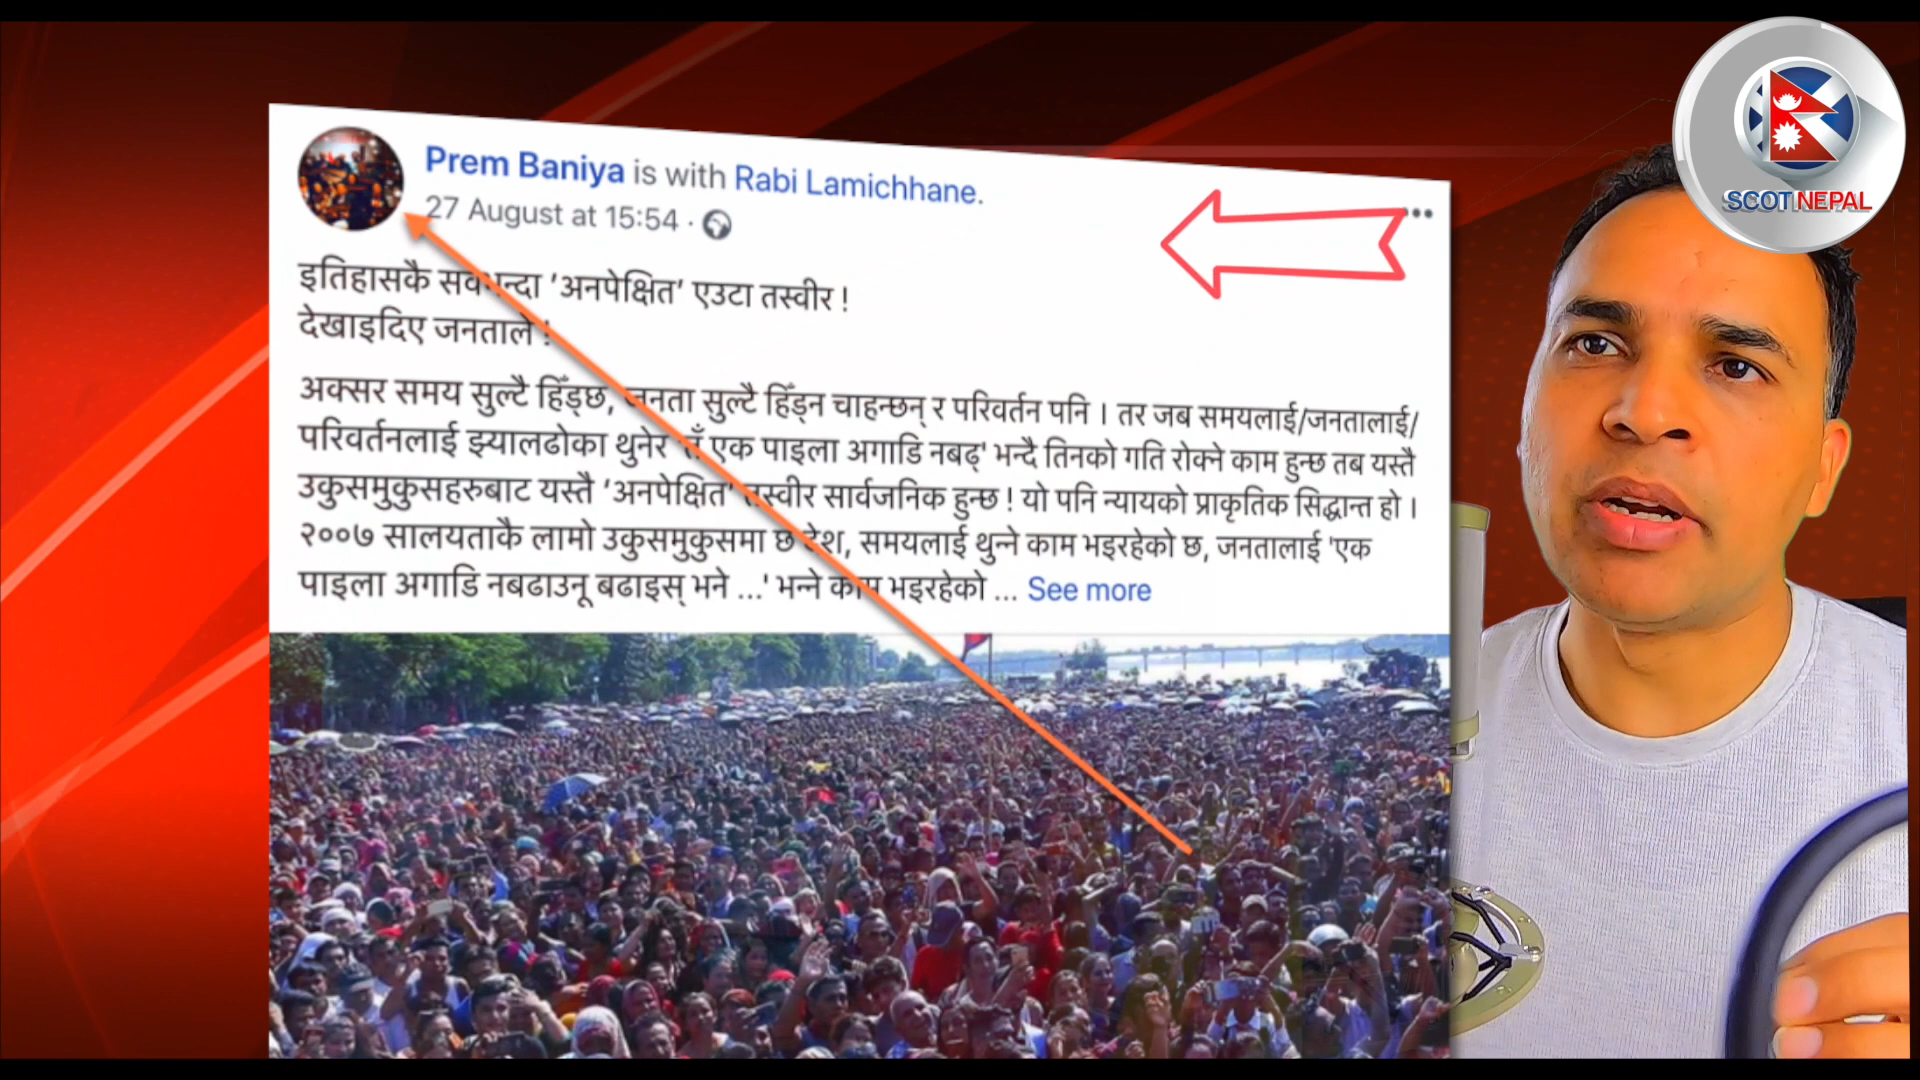 SCOT NEPAL
Prem Baniya is with Rabi Lamichhane.
27 August at 15:54 ·
इतिहासकै सबभन्दा ‘अनपेक्षित’ एउटा तस्वीर !
देखाइदिए जनताले !
अक्सर समय सुल्टै हिँड्छ, जनता सुल्टै हिँड्न चाहन्छन् र परिवर्तन पनि । तर जब समयलाई/जनतालाई/
परिवर्तनलाई झ्यालढोका थुनेर 'तँ एक पाइला अगाडि नबढ्' भन्दै तिनको गति रोक्ने काम हुन्छ तब यस्तै
उकुसमुकुसहरुबाट यस्तै ‘अनपेक्षित’ तस्वीर सार्वजनिक हुन्छ ! यो पनि न्यायको प्राकृतिक सिद्धान्त हो ।
२००७ सालयताकै लामो उकुसमुकुसमा छ देश, समयलाई थुन्ने काम भइरहेको छ, जनतालाई 'एक
पाइला अगाडि नबढाउनू बढाइस् भने ...' भन्ने काम भइरहेको ... See more